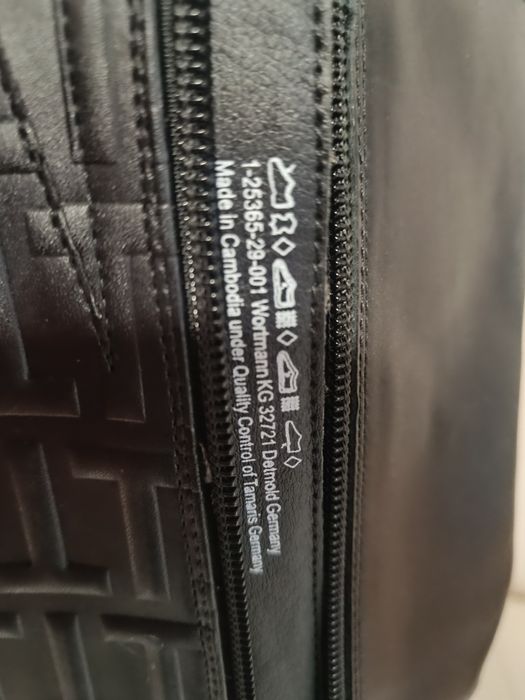 1-25365-29-001 Wortmann KG 32721 Detmold Germany
Made in Cambodia under Quality Control of Tamaris Germany